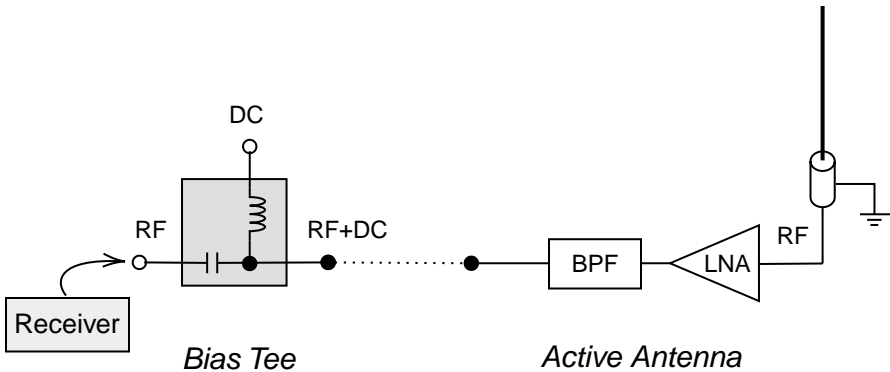 DC
RF
RF+DC
RF
BPF
LNA
Receiver
Bias Tee
Active Antenna